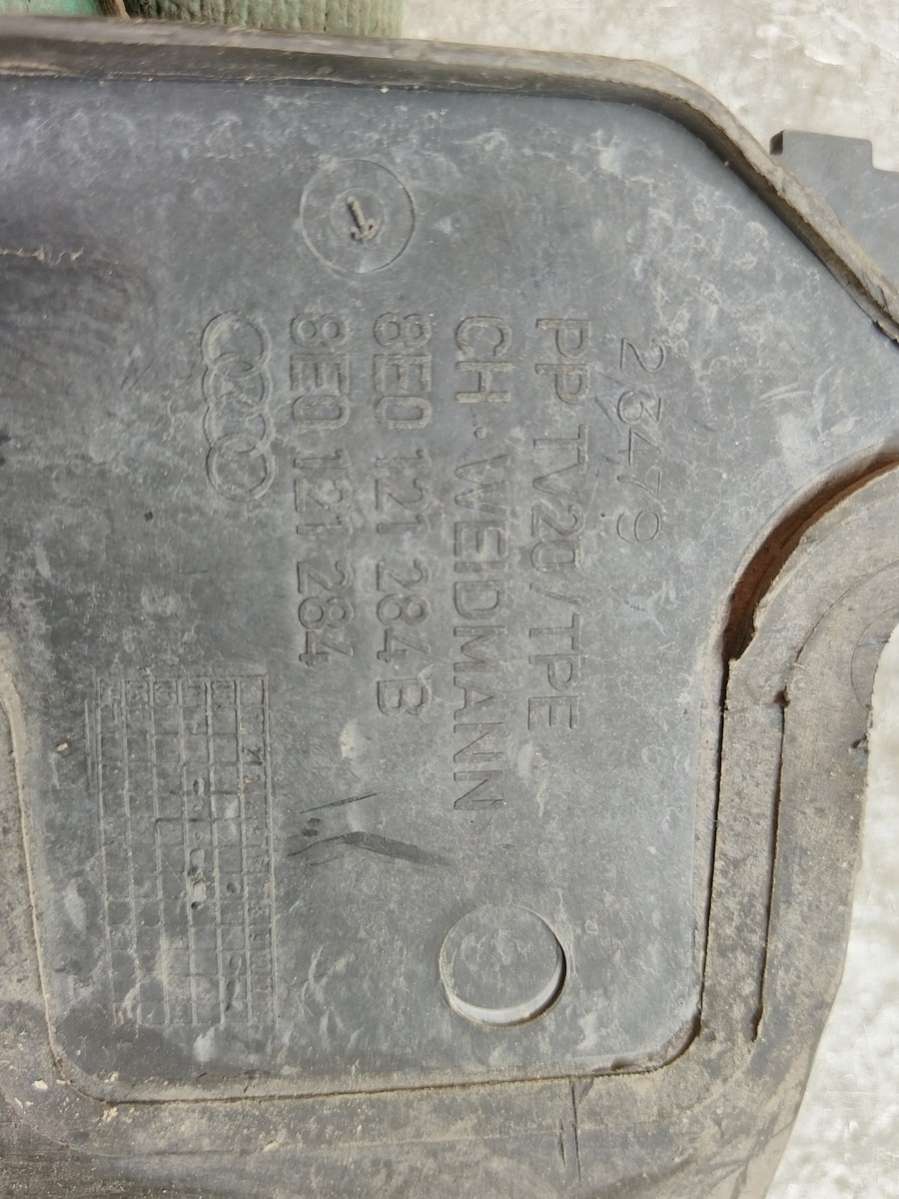 23479
PP TV20/TPE
CH. WEIDMANN
8E0 121 284 B
8E0 121 284